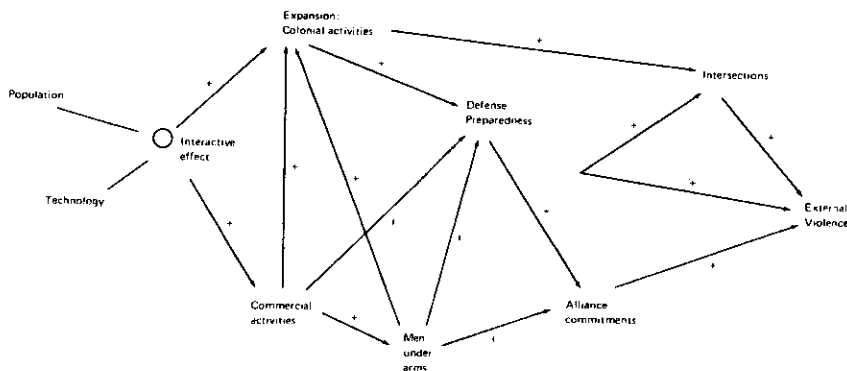 Expansion:
Colonial activities
+
Intersections
Population
+
+
Defense
Preparedness
Interactive
effect
+
+
+
+
+
Technology
+
+
External
Violence
+
+
+
+
Commercial
activities
+
Men
under
arms
+
Alliance
commitments